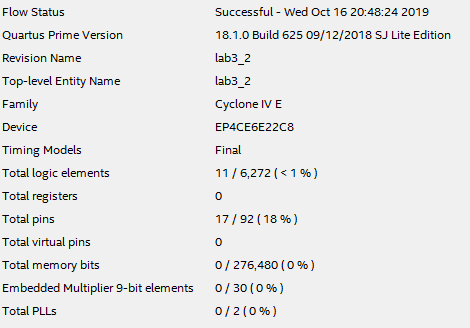 Flow Status Successful - Wed Oct 16 20:48:24 2019
Quartus Prime Version 18.1.0 Build 625 09/12/2018 SJ Lite Edition
Revision Name lab3_2
Top-level Entity Name lab3_2
Family Cyclone IV E
Device EP4CE6E22C8
Timing Models Final
Total logic elements 11 / 6,272 ( < 1 % )
Total registers 0
Total pins 17 / 92 ( 18 % )
Total virtual pins 0
Total memory bits 0 / 276,480 ( 0 % )
Embedded Multiplier 9-bit elements 0 / 30 ( 0 % )
Total PLLs 0 / 2 ( 0 % )